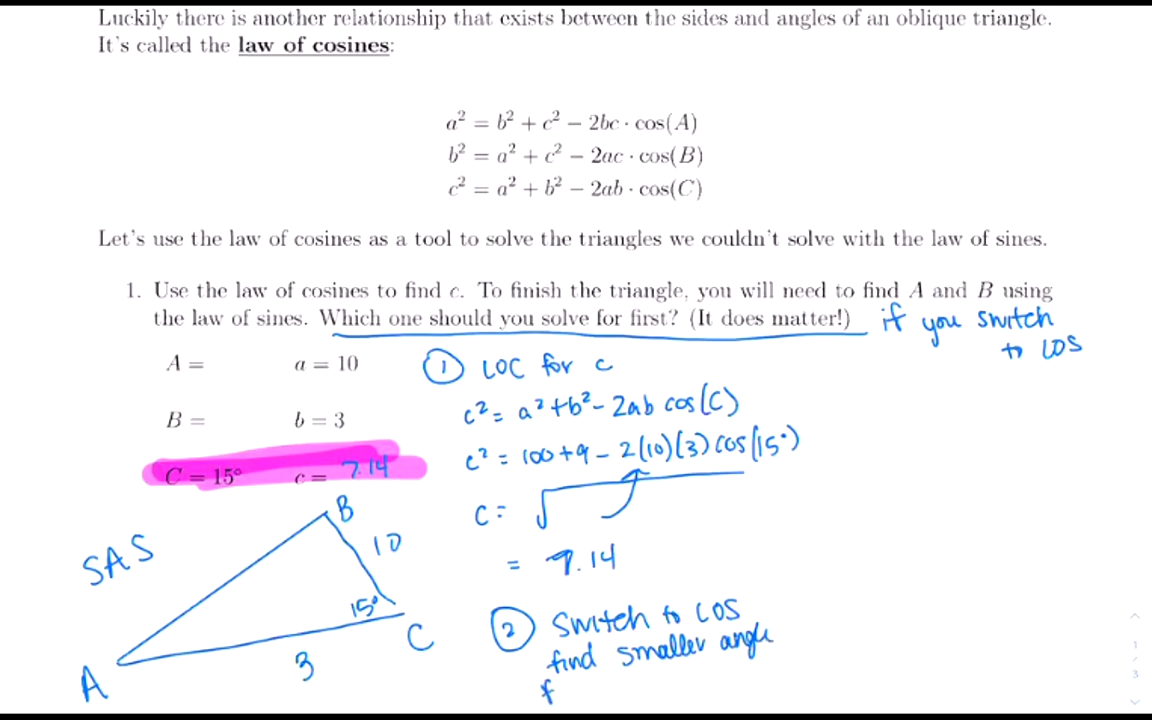 Luckily there is another relationship that exists between the sides and angles of an oblique triangle.
It's called the law of cosines:
a² = b² + c² − 2bc · cos(A)
b² = a² + c² − 2ac · cos(B)
c² = a² + b² − 2ab · cos(C)
Let's use the law of cosines as a tool to solve the triangles we couldn't solve with the law of sines.
1. Use the law of cosines to find c. To finish the triangle, you will need to find A and B using
the law of sines. Which one should you solve for first? (It does matter!) if you switch
to LOS
A = a = 10 ① LOC for c
c² = a² + b² − 2ab cos(C)
B = b = 3
c² = 100 + 9 − 2(10)(3) cos(15°)
C = 15° c = 7.14
c = √
= 7.14
SAS
B
10
15°
C
3
A
② Switch to LOS
find smaller angle
f
1
/
3